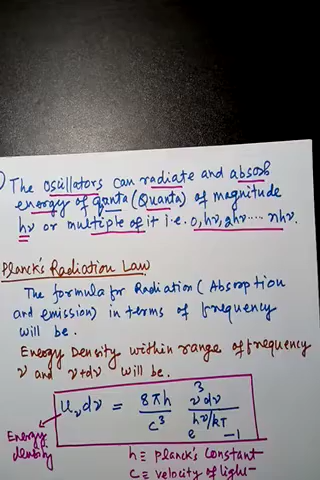 The oscillators can radiate and absorb
energy of qanta (Quanta) of magnitude
hν or multiple of it i.e. 0, hν, 2hν ..... nhν.
Planck's Radiation Law
The formula for Radiation (Absorption
and emission) in terms of frequency
will be.
Energy Density within range of frequency
ν and ν+dν will be.
u_ν dν = 8πh/c³ ν³dν/(e^(hν/kT) -1)
Energy
density
h = Planck's Constant
c = velocity of light-